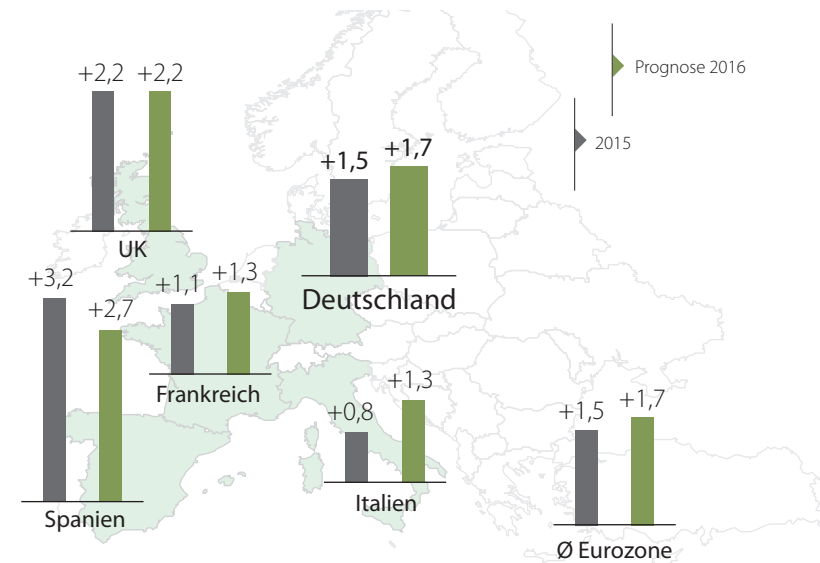 Prognose 2016
2015
+2,2 +2,2
UK
+1,5 +1,7
Deutschland
+3,2 +2,7
Spanien
+1,1 +1,3
Frankreich
+0,8 +1,3
Italien
+1,5 +1,7
Ø Eurozone